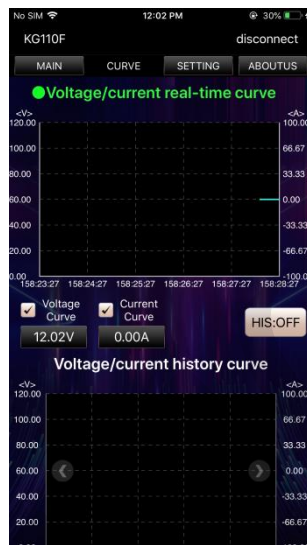 No SIM 12:02 PM 30%
KG110F disconnect
MAIN CURVE SETTING ABOUTUS
Voltage/current real-time curve
<V> <A>
120.00 100.00
100.00 66.67
80.00 33.33
60.00 0.00
40.00 -33.33
20.00 -66.67
0.00 -100.0
158:23:27 158:24:27 158:25:27 158:26:27 158:27:27 158:28:27
Voltage Curve
Current Curve
HIS:OFF
12.02V 0.00A
Voltage/current history curve
<V> <A>
120.00 100.00
100.00 66.67
80.00 33.33
60.00 0.00
40.00 -33.33
20.00 -66.67